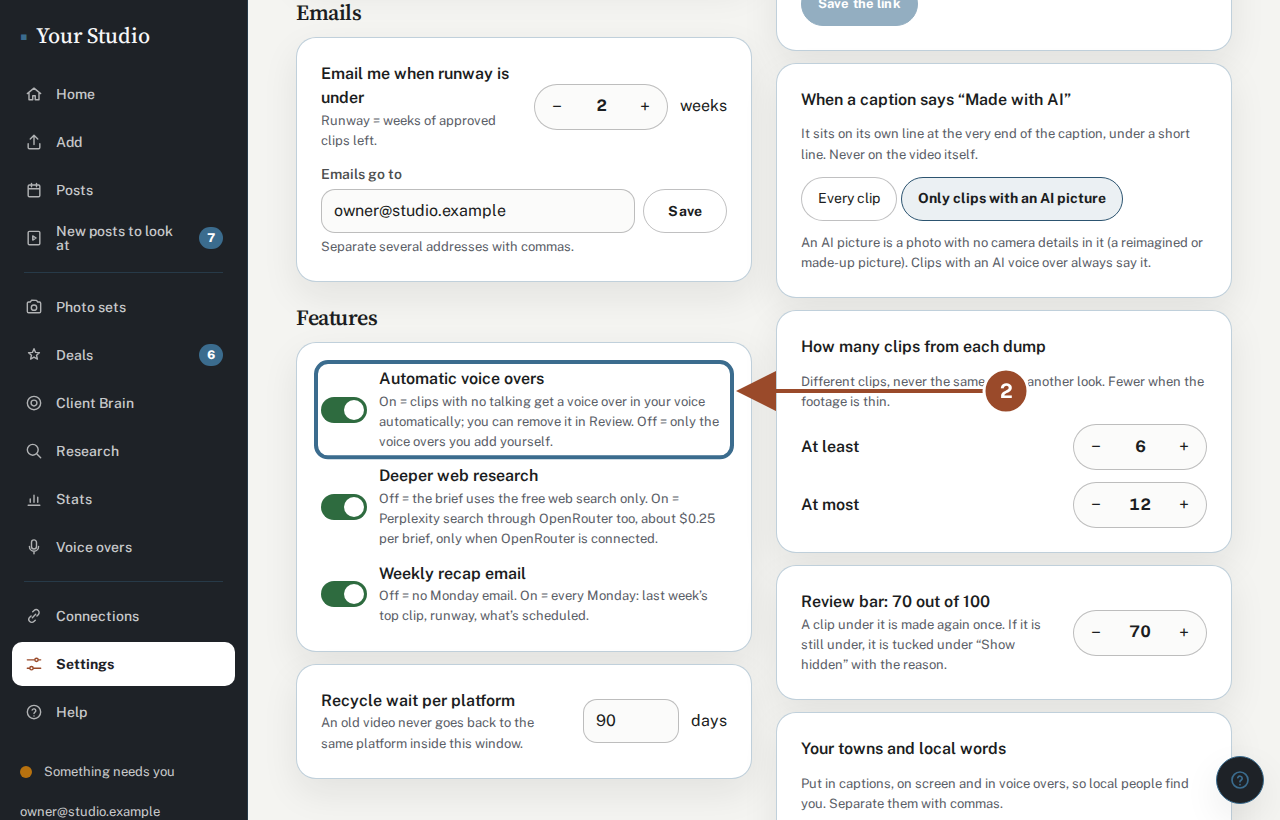 Your Studio
Home
Add
Posts
New posts to look
at
7
Photo sets
Deals
6
Client Brain
Research
Stats
Voice overs
Connections
Settings
Help
Something needs you
owner@studio.example
Emails
Email me when runway is
under
Runway = weeks of approved
clips left.
− 2 + weeks
Emails go to
owner@studio.example
Save
Separate several addresses with commas.
Features
Automatic voice overs
On = clips with no talking get a voice over in your voice
automatically; you can remove it in Review. Off = only the
voice overs you add yourself.
Deeper web research
Off = the brief uses the free web search only. On =
Perplexity search through OpenRouter too, about $0.25
per brief, only when OpenRouter is connected.
Weekly recap email
Off = no Monday email. On = every Monday: last week’s
top clip, runway, what’s scheduled.
Recycle wait per platform
An old video never goes back to the
same platform inside this window.
90 days
Save the link
When a caption says “Made with AI”
It sits on its own line at the very end of the caption, under a short
line. Never on the video itself.
Every clip
Only clips with an AI picture
An AI picture is a photo with no camera details in it (a reimagined or
made-up picture). Clips with an AI voice over always say it.
How many clips from each dump
Different clips, never the same another look. Fewer when the
footage is thin.
2
At least
− 6 +
At most
− 12 +
Review bar: 70 out of 100
A clip under it is made again once. If it is
still under, it is tucked under “Show
hidden” with the reason.
− 70 +
Your towns and local words
Put in captions, on screen and in voice overs, so local people find
you. Separate them with commas.